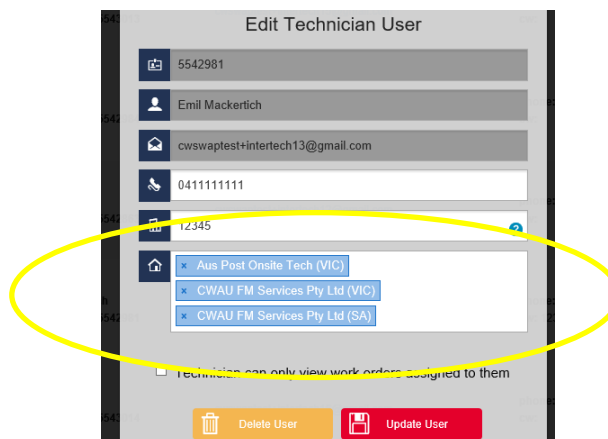 Edit Technician User
5542981
Emil Mackertich
cwswaptest+intertech13@gmail.com
0411111111
12345
?
× Aus Post Onsite Tech (VIC)
× CWAU FM Services Pty Ltd (VIC)
× CWAU FM Services Pty Ltd (SA)
Technician can only view work orders assigned to them
Delete User
Update User